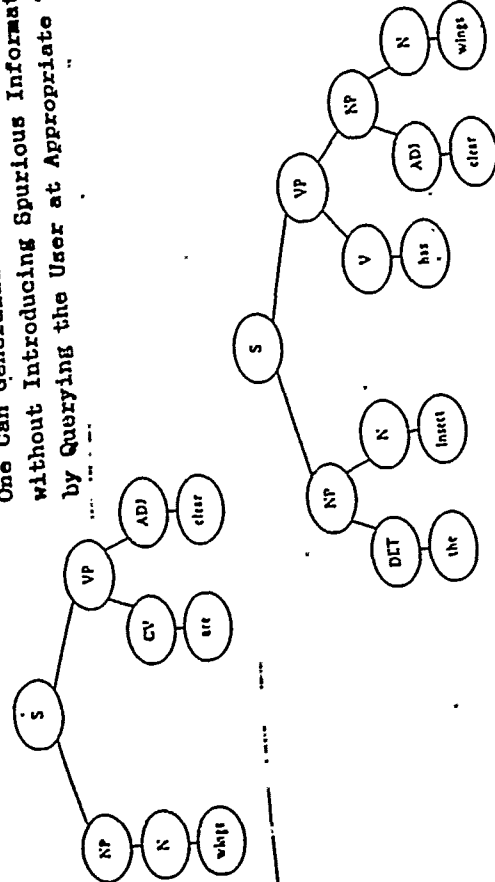 One Can
without Introducing Spurious Informat
by Querying the User at Appropriate
S
NP
VP
N
CV
ADJ
wings
are
clear
S
NP
VP
DET
N
V
NP
the
insect
has
ADJ
N
clear
wings